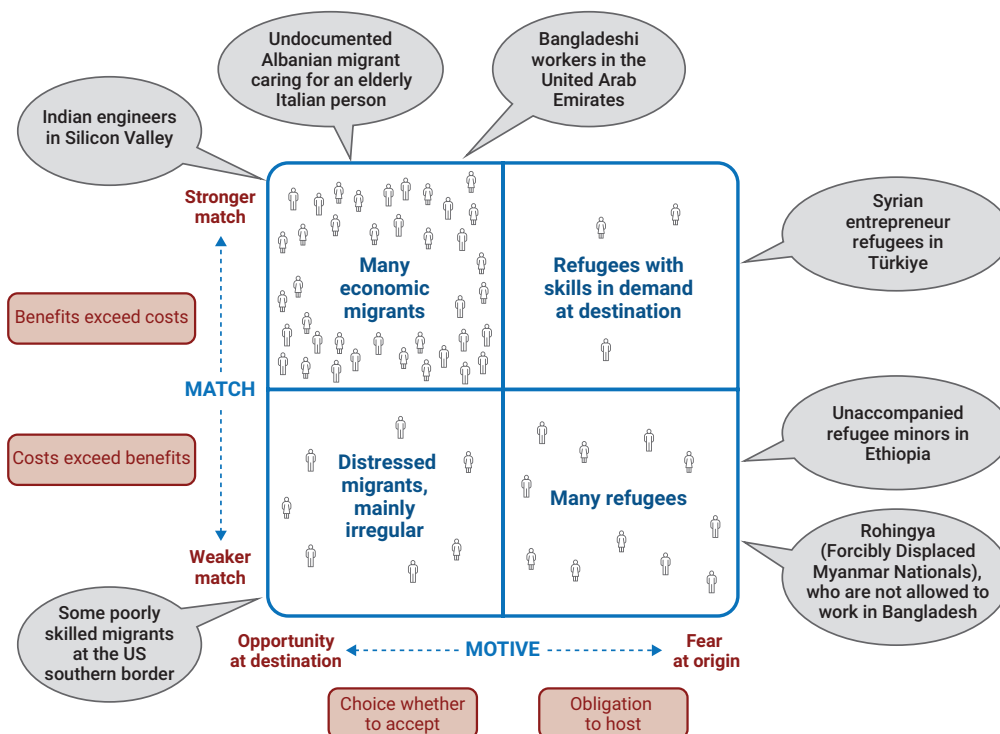 Undocumented
Albanian migrant
caring for an elderly
Italian person
Bangladeshi
workers in the
United Arab
Emirates
Indian engineers
in Silicon Valley
Stronger
match
Syrian
entrepreneur
refugees in
Türkiye
Many
economic
migrants
Refugees with
skills in demand
at destination
Benefits exceed costs
MATCH
Costs exceed benefits
Unaccompanied
refugee minors in
Ethiopia
Distressed
migrants,
mainly
irregular
Many refugees
Weaker
match
Rohingya
(Forcibly Displaced
Myanmar Nationals),
who are not allowed to
work in Bangladesh
Some poorly
skilled migrants
at the US
southern border
Opportunity
at destination
MOTIVE
Fear
at origin
Choice whether
to accept
Obligation
to host